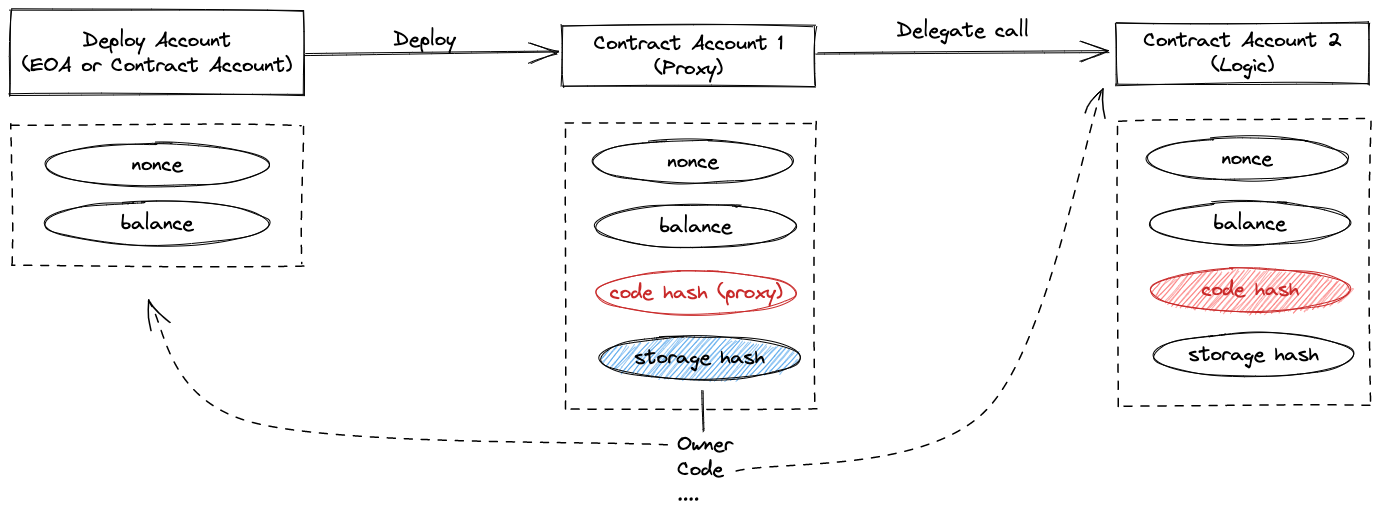 Deploy Account
(EOA or Contract Account)
Deploy
Contract Account 1
(Proxy)
Delegate call
Contract Account 2
(Logic)
nonce
balance
nonce
balance
code hash (proxy)
storage hash
nonce
balance
code hash
storage hash
Owner
Code
....